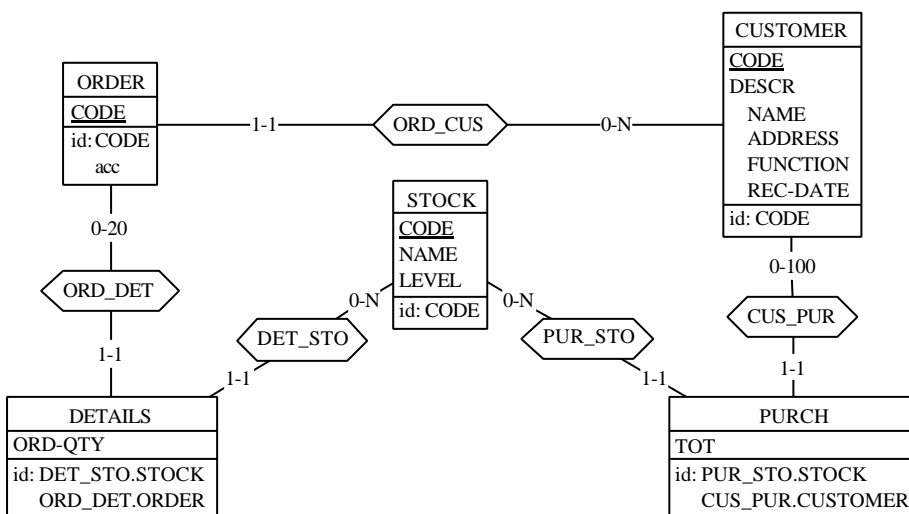 CUSTOMER
CODE
DESCR
NAME
ADDRESS
FUNCTION
REC-DATE
id: CODE
ORDER
CODE
id: CODE
acc
1-1
ORD_CUS
0-N
STOCK
CODE
NAME
LEVEL
id: CODE
0-20
ORD_DET
1-1
0-N
DET_STO
1-1
0-N
PUR_STO
1-1
0-100
CUS_PUR
1-1
DETAILS
ORD-QTY
id: DET_STO.STOCK
ORD_DET.ORDER
PURCH
TOT
id: PUR_STO.STOCK
CUS_PUR.CUSTOMER